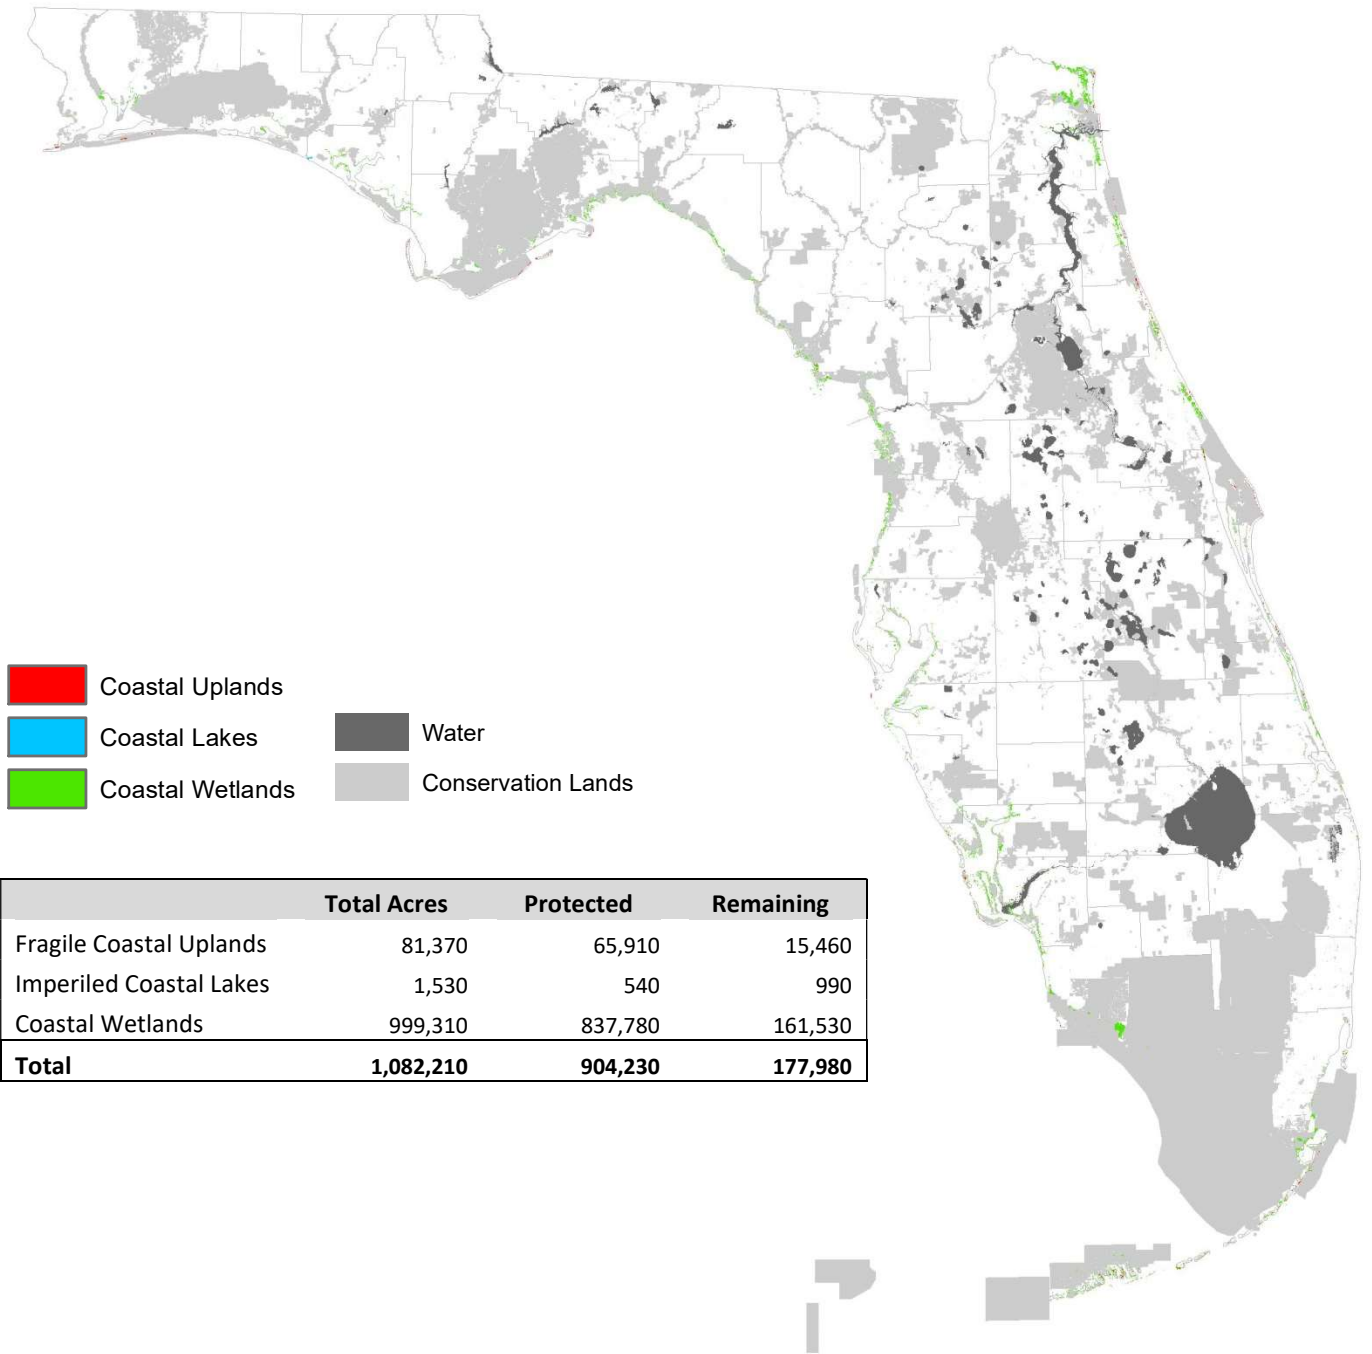 Coastal Uplands
Coastal Lakes
Coastal Wetlands
Water
Conservation Lands
Total Acres Protected Remaining
Fragile Coastal Uplands 81,370 65,910 15,460
Imperiled Coastal Lakes 1,530 540 990
Coastal Wetlands 999,310 837,780 161,530
Total 1,082,210 904,230 177,980